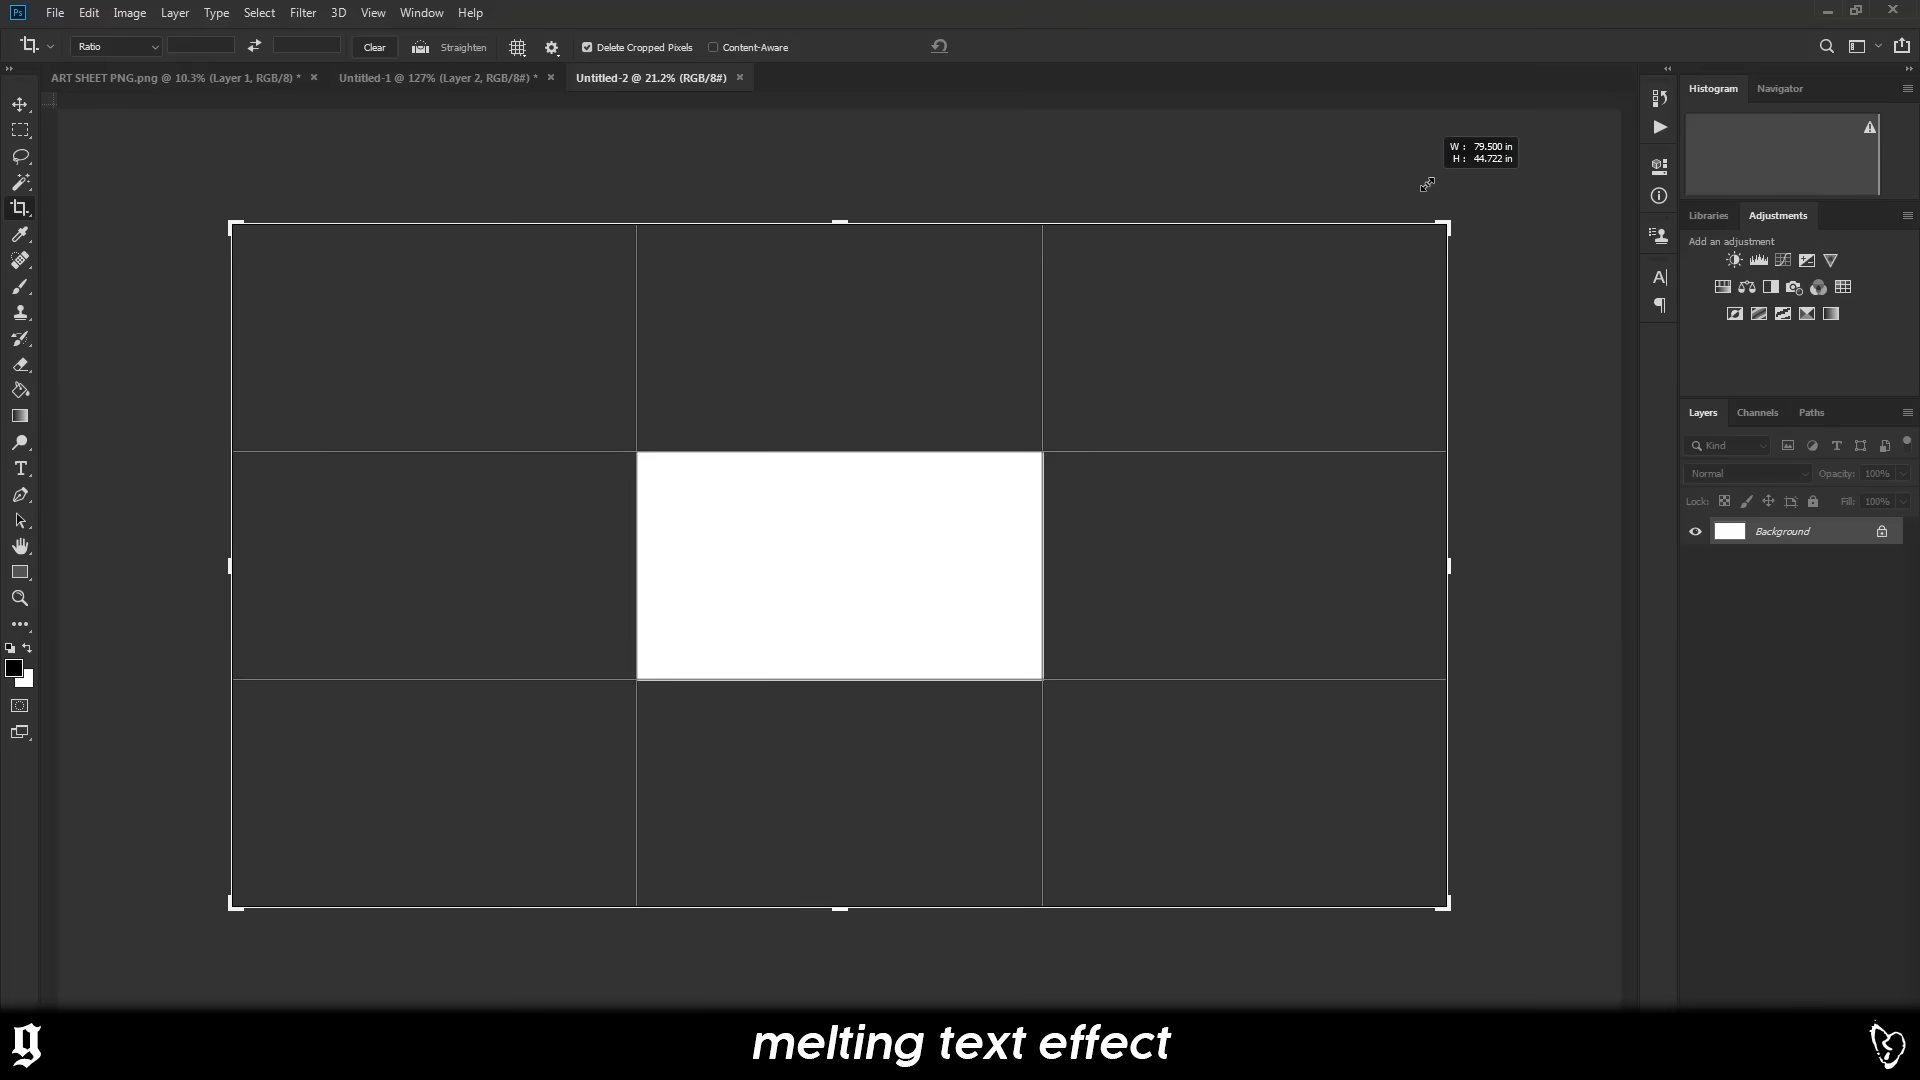 Ps File Edit Image Layer Type Select Filter 3D View Window Help
Ratio Clear Straighten Delete Cropped Pixels Content-Aware
ART SHEET PNG.png @ 10.3% (Layer 1, RGB/8) * Untitled-1 @ 127% (Layer 2, RGB/8#) * Untitled-2 @ 21.2% (RGB/8#)
W : 79.500 in
H : 44.722 in
Histogram Navigator
Libraries Adjustments
Add an adjustment
Layers Channels Paths
Kind
Normal Opacity: 100%
Lock: Fill: 100%
Background
g melting text effect